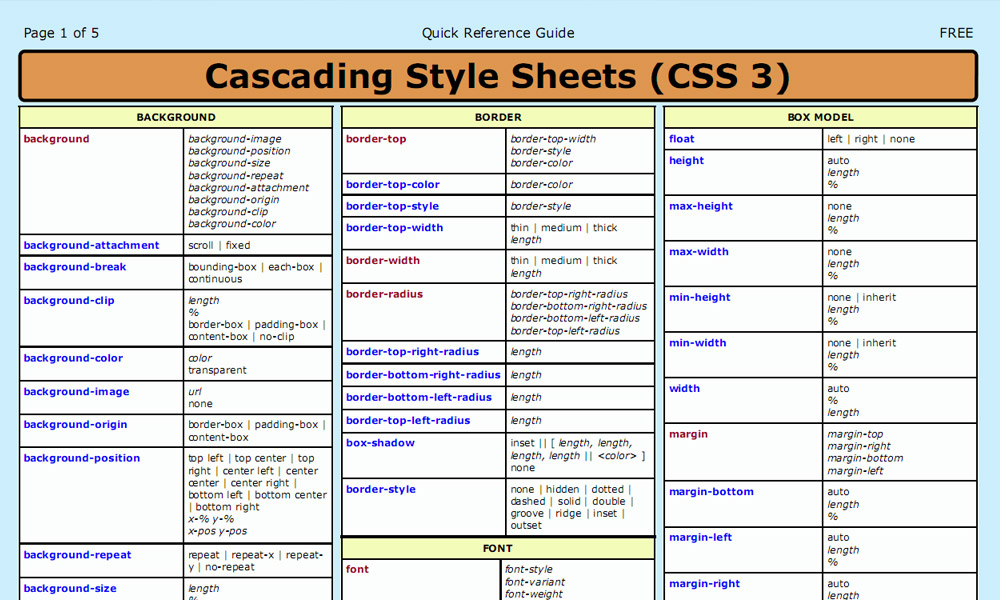 Page 1 of 5
Quick Reference Guide
FREE
Cascading Style Sheets (CSS 3)
BACKGROUND
background
background-image
background-position
background-size
background-repeat
background-attachment
background-origin
background-clip
background-color
background-attachment
scroll | fixed
background-break
bounding-box | each-box |
continuous
background-clip
length
%
border-box | padding-box |
content-box | no-clip
background-color
color
transparent
background-image
url
none
background-origin
border-box | padding-box |
content-box
background-position
top left | top center | top
right | center left | center
center | center right |
bottom left | bottom center
| bottom right
x-% y-%
x-pos y-pos
background-repeat
repeat | repeat-x | repeat-
y | no-repeat
background-size
length
%
BORDER
border-top
border-top-width
border-style
border-color
border-top-color
border-color
border-top-style
border-style
border-top-width
thin | medium | thick
length
border-width
thin | medium | thick
length
border-radius
border-top-right-radius
border-bottom-right-radius
border-bottom-left-radius
border-top-left-radius
border-top-right-radius
length
border-bottom-right-radius
length
border-bottom-left-radius
length
border-top-left-radius
length
box-shadow
inset || [ length, length,
length, length || <color> ]
none
border-style
none | hidden | dotted |
dashed | solid | double |
groove | ridge | inset |
outset
FONT
font
font-style
font-variant
font-weight
BOX MODEL
float
left | right | none
height
auto
length
%
max-height
none
length
%
max-width
none
length
%
min-height
none | inherit
length
%
min-width
none | inherit
length
%
width
auto
%
length
margin
margin-top
margin-right
margin-bottom
margin-left
margin-bottom
auto
length
%
margin-left
auto
length
%
margin-right
auto
length